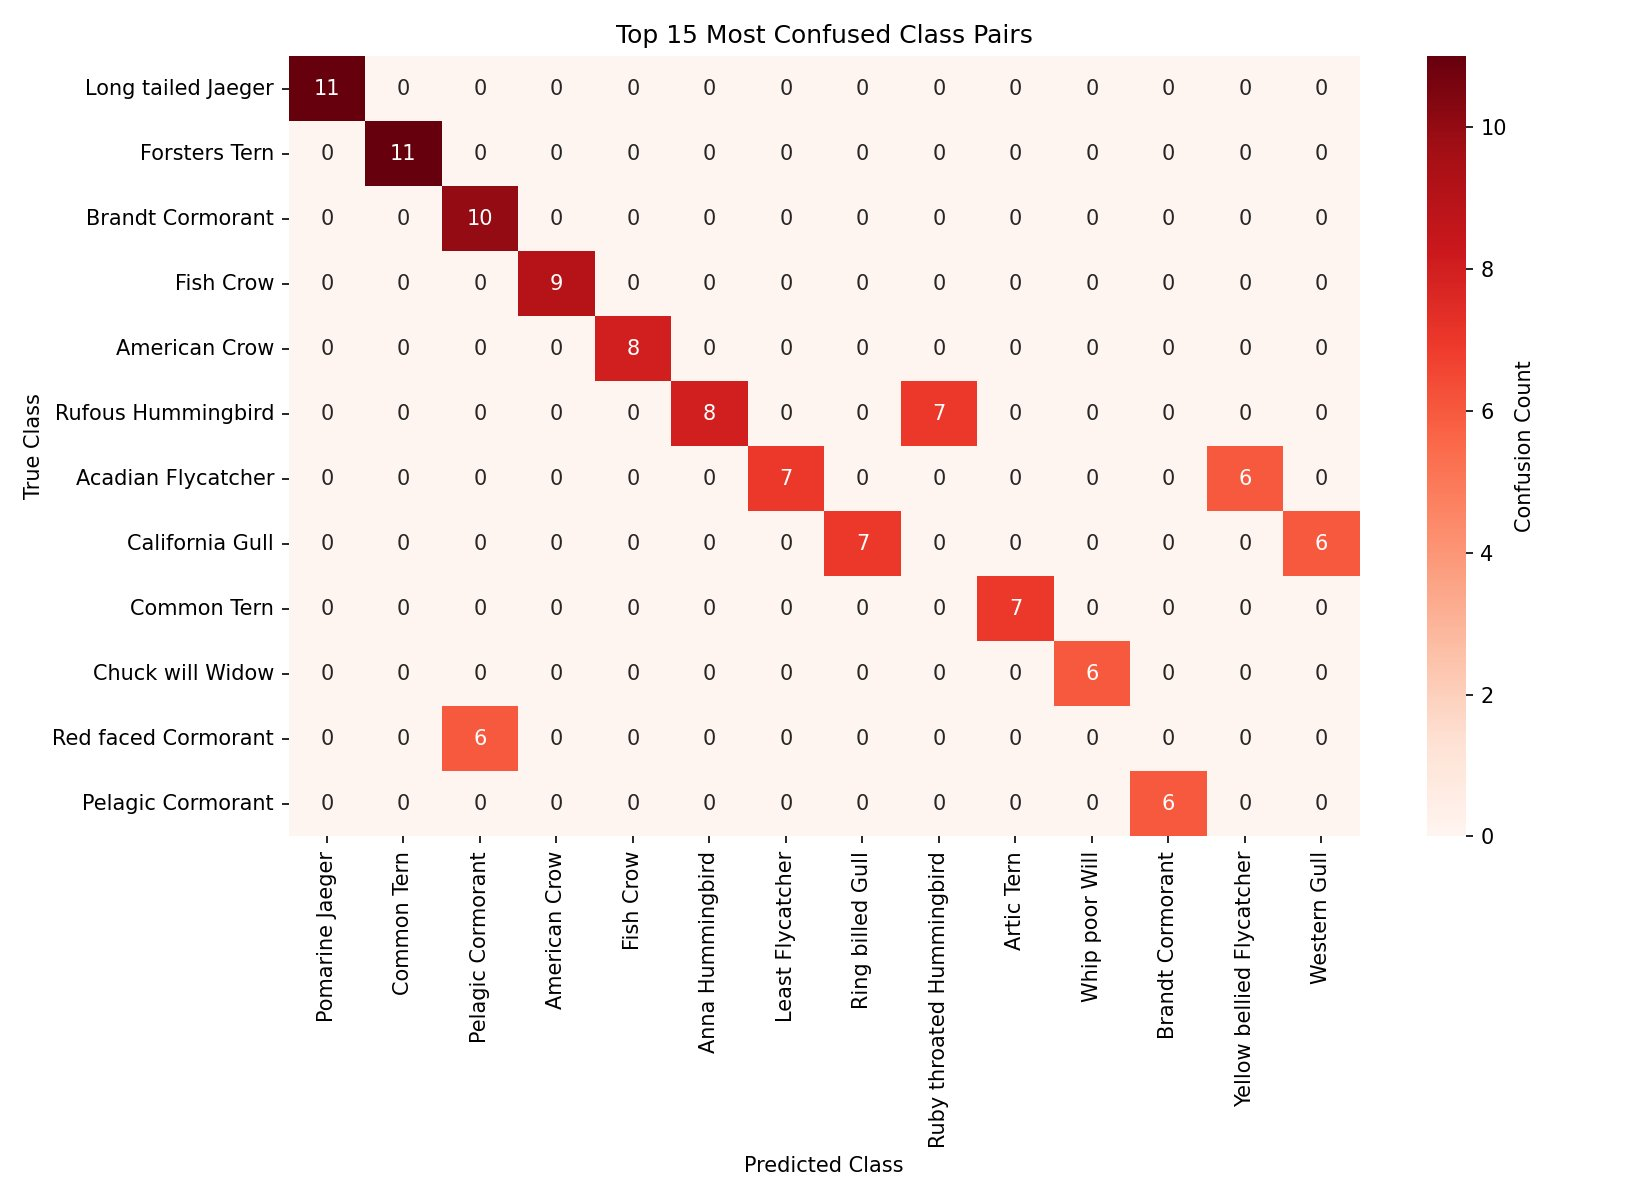 Top 15 Most Confused Class Pairs
True Class
Long tailed Jaeger 11 0 0 0 0 0 0 0 0 0 0 0 0 0
Forsters Tern 0 11 0 0 0 0 0 0 0 0 0 0 0 0
Brandt Cormorant 0 0 10 0 0 0 0 0 0 0 0 0 0 0
Fish Crow 0 0 0 9 0 0 0 0 0 0 0 0 0 0
American Crow 0 0 0 0 8 0 0 0 0 0 0 0 0 0
Rufous Hummingbird 0 0 0 0 0 8 0 0 7 0 0 0 0 0
Acadian Flycatcher 0 0 0 0 0 0 7 0 0 0 0 0 6 0
California Gull 0 0 0 0 0 0 0 7 0 0 0 0 0 6
Common Tern 0 0 0 0 0 0 0 0 0 7 0 0 0 0
Chuck will Widow 0 0 0 0 0 0 0 0 0 0 6 0 0 0
Red faced Cormorant 0 0 6 0 0 0 0 0 0 0 0 0 0 0
Pelagic Cormorant 0 0 0 0 0 0 0 0 0 0 0 6 0 0
Pomarine Jaeger
Common Tern
Pelagic Cormorant
American Crow
Fish Crow
Anna Hummingbird
Least Flycatcher
Ring billed Gull
Ruby throated Hummingbird
Artic Tern
Whip poor Will
Brandt Cormorant
Yellow bellied Flycatcher
Western Gull
Predicted Class
10
8
6
4
2
0
Confusion Count